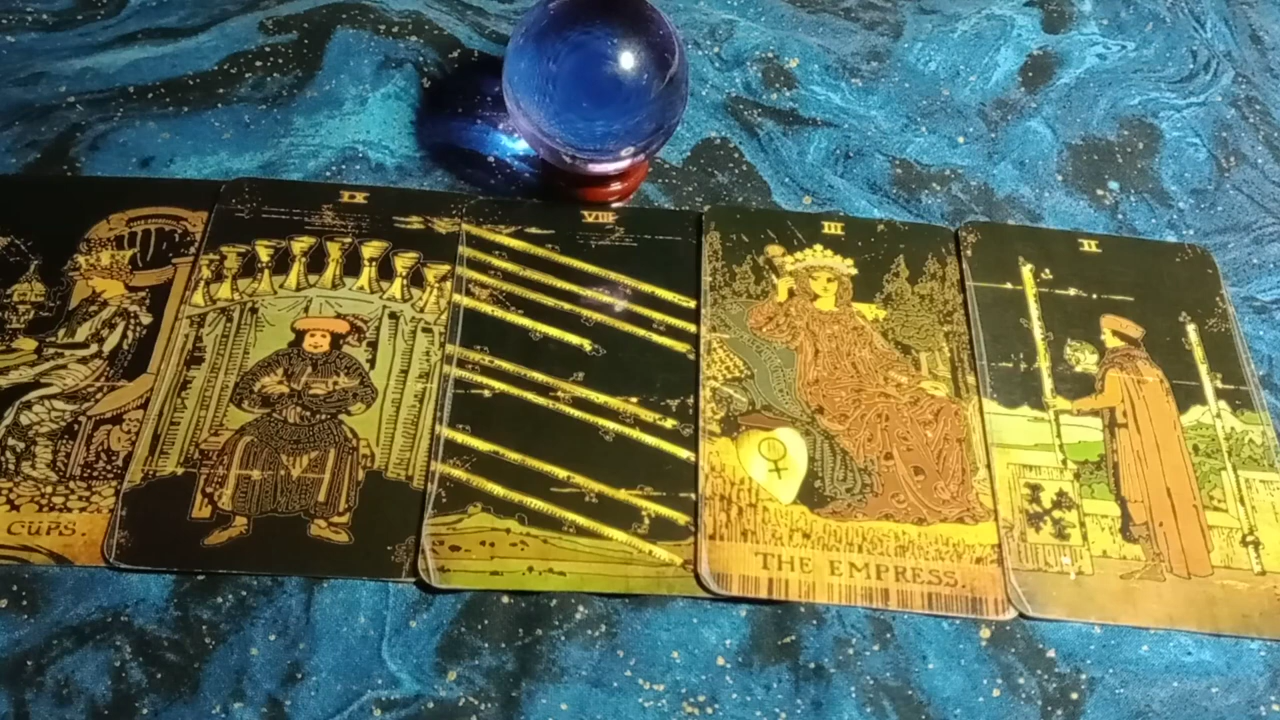 IX
VIII
III
II
CUPS.
THE EMPRESS.